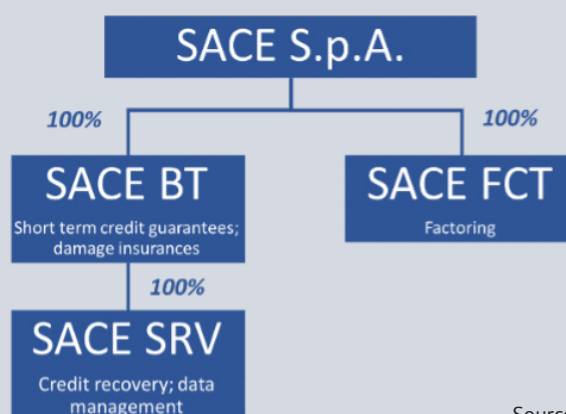 SACE S.p.A.
100%
100%
SACE BT
Short term credit guarantees;
damage insurances
SACE FCT
Factoring
100%
SACE SRV
Credit recovery; data
management
Source